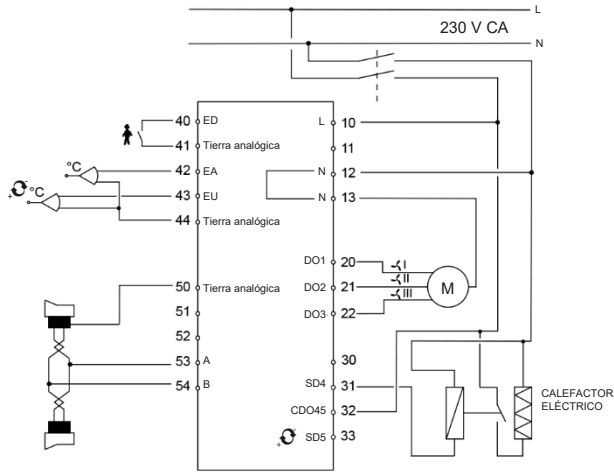 L
230 V CA
N
40 ED
41 Tierra analógica
42 EA
43 EU
44 Tierra analógica
°C
°C
L 10
11
N 12
N 13
50 Tierra analógica
51
52
53 A
54 B
DO1 20 I
DO2 21 II
DO3 22 III
M
30
SD4 31
CDO45 32
SD5 33
CALEFACTOR
ELÉCTRICO